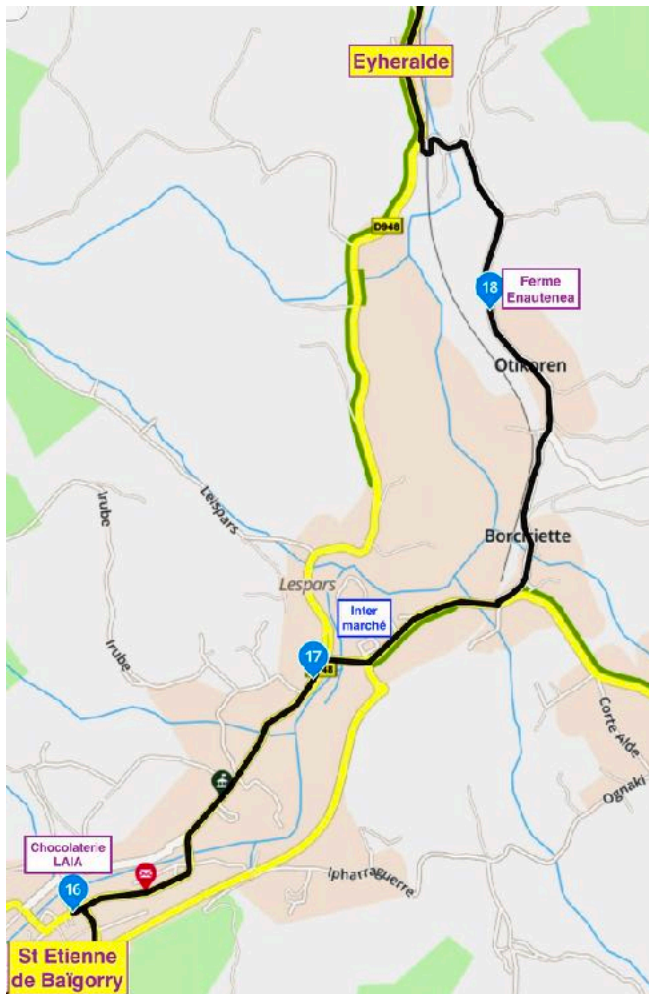 Eyheralde
D948
18
Ferme
Enautenea
Otikoren
Leispars
Irube
Borciriette
Lespars
Inter
marché
Irube
17
Corte Alde
Ognaki
Chocolaterie
LAIA
Ipharraguerre
16
St Etienne
de Baïgorry